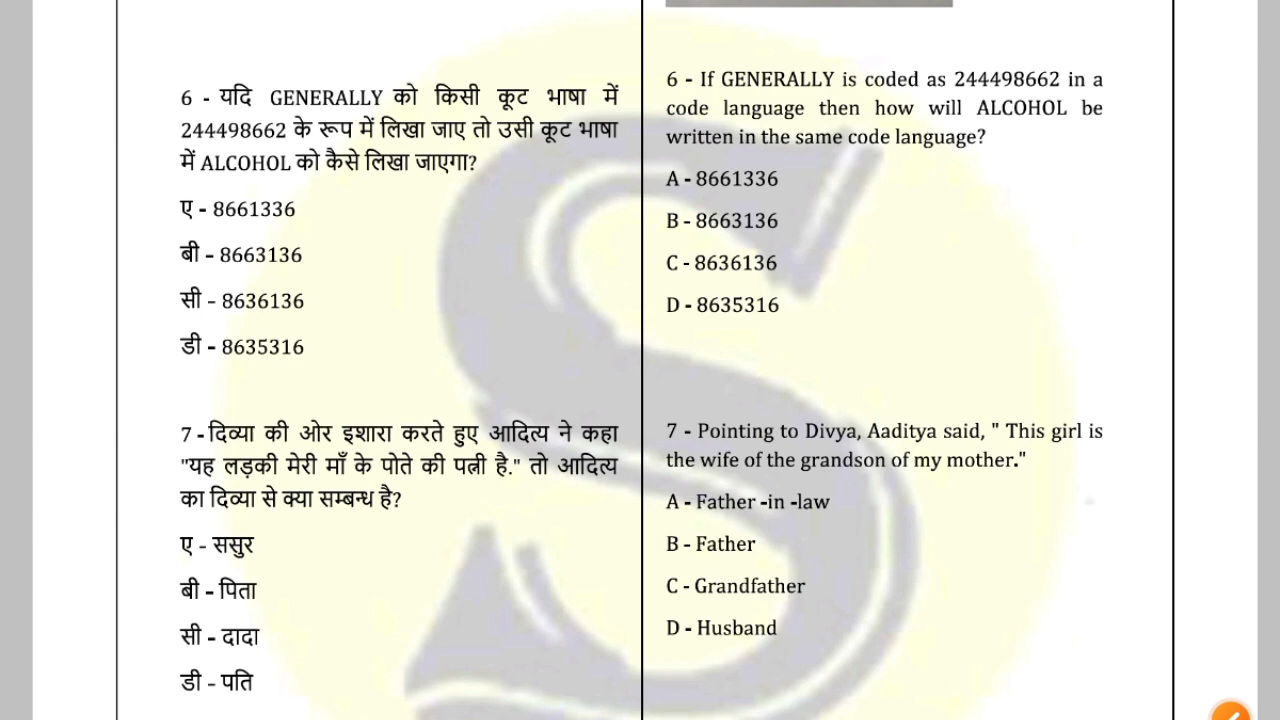 6 - यदि GENERALLY को किसी कूट भाषा में
244498662 के रूप में लिखा जाए तो उसी कूट भाषा
में ALCOHOL को कैसे लिखा जाएगा?
ए - 8661336
बी - 8663136
सी - 8636136
डी - 8635316
7 - दिव्या की ओर इशारा करते हुए आदित्य ने कहा
"यह लड़की मेरी माँ के पोते की पत्नी है." तो आदित्य
का दिव्या से क्या सम्बन्ध है?
ए - ससुर
बी - पिता
सी - दादा
डी - पति
6 - If GENERALLY is coded as 244498662 in a
code language then how will ALCOHOL be
written in the same code language?
A - 8661336
B - 8663136
C - 8636136
D - 8635316
7 - Pointing to Divya, Aaditya said, " This girl is
the wife of the grandson of my mother."
A - Father -in -law
B - Father
C - Grandfather
D - Husband